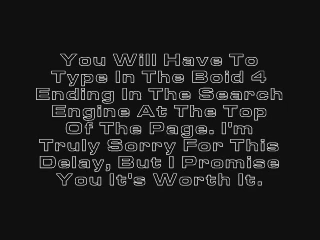 You Will Have To
Type In The Boid 4
Ending In The Search
Engine At The Top
Of The Page. I'm
Truly Sorry For This
Delay, But I Promise
You It's Worth It.